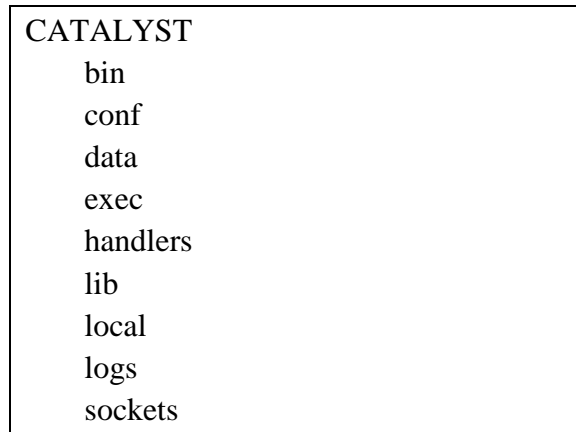 CATALYST
bin
conf
data
exec
handlers
lib
local
logs
sockets